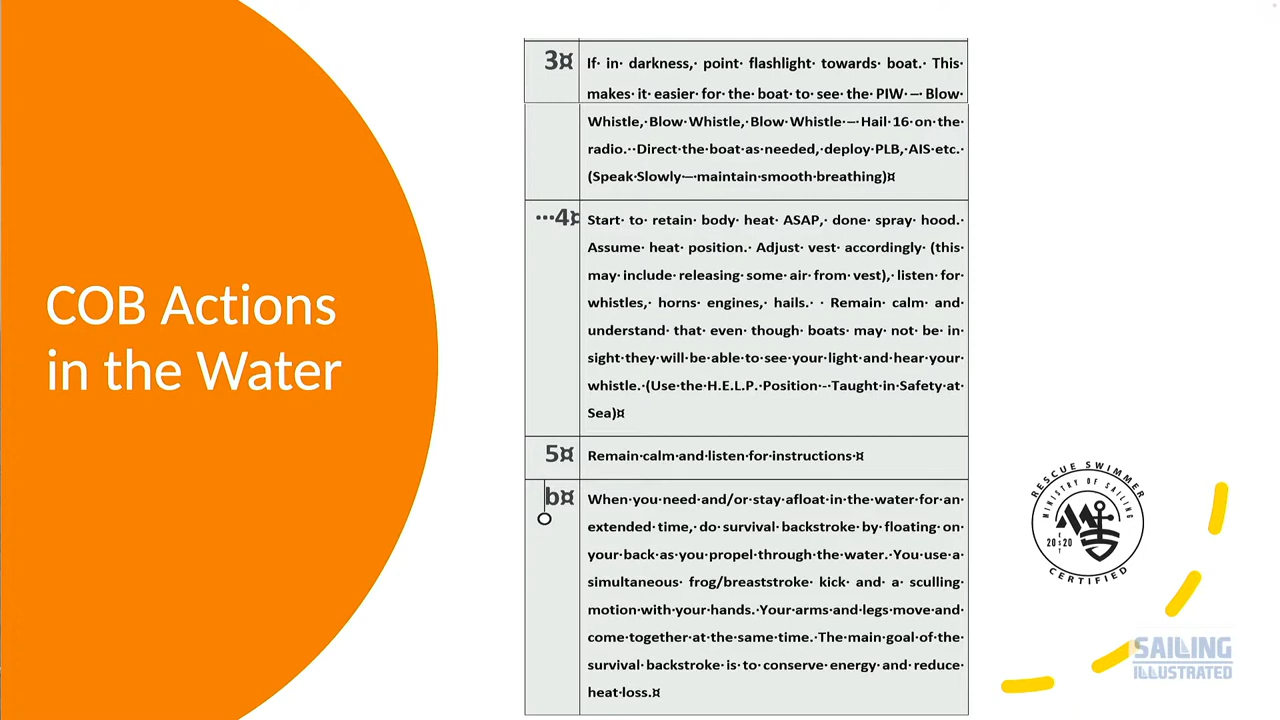 COB Actions
in the Water
3¤
If· in· darkness,· point· flashlight· towards· boat.· This·
makes· it· easier· for· the· boat· to· see· the· PIW· –· Blow·
Whistle,·Blow·Whistle,·Blow·Whistle·–·Hail·16·on·the·
radio.··Direct·the·boat·as·needed,·deploy·PLB,·AIS·etc.·
(Speak·Slowly·–·maintain·smooth·breathing)¤
···4¤
Start· to· retain· body· heat· ASAP,· done· spray· hood.·
Assume· heat· position.· Adjust· vest· accordingly· (this·
may·include·releasing·some·air·from·vest),·listen·for·
whistles,· horns· engines,· hails.· · Remain· calm· and·
understand· that· even· though· boats· may· not· be· in·
sight·they·will·be·able·to·see·your·light·and·hear·your·
whistle.·(Use·the·H.E.L.P.·Position·-·Taught·in·Safety·at·
Sea)¤
5¤
Remain·calm·and·listen·for·instructions·¤
b¤
When·you·need·and/or·stay·afloat·in·the·water·for·an·
extended·time,·do·survival·backstroke·by·floating·on·
your·back·as·you·propel·through·the·water.·You·use·a·
simultaneous· frog/breaststroke· kick· and· a· sculling·
motion·with·your·hands.·Your·arms·and·legs·move·and·
come·together·at·the·same·time.·The·main·goal·of·the·
survival·backstroke·is·to·conserve·energy·and·reduce·
heat·loss.¤
RESCUE SWIMMER
MINISTRY OF SAILING
EST
20 20
CERTIFIED
SAILING
ILLUSTRATED